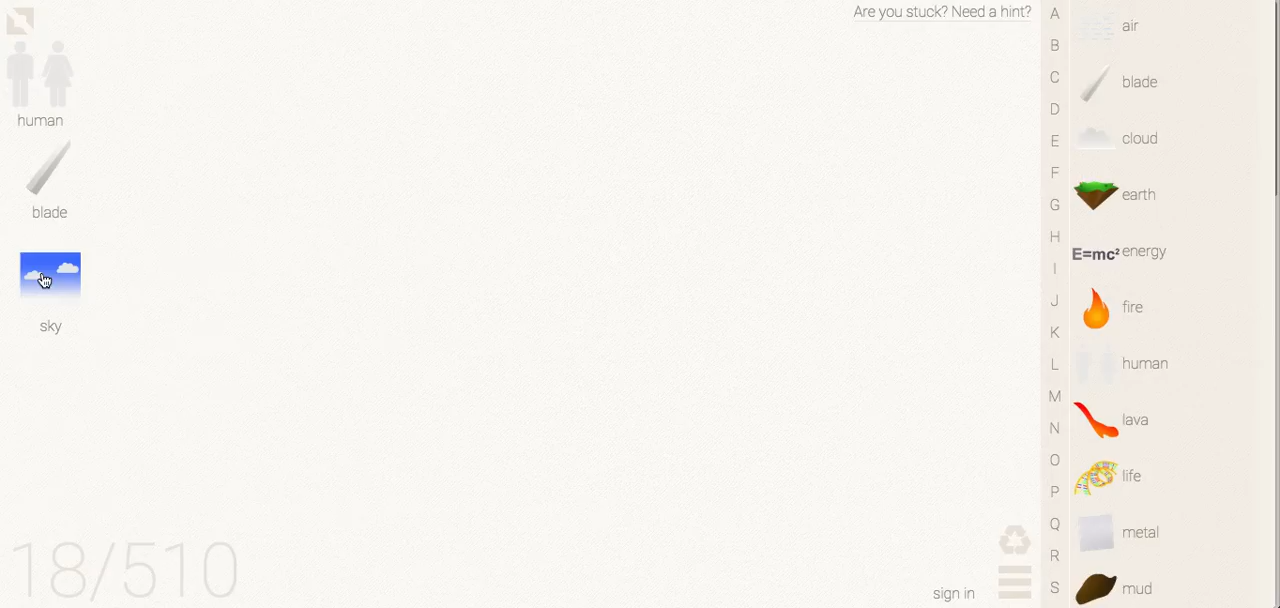 Are you stuck? Need a hint?
human
blade
sky
18/510
sign in
A
B
C
D
E
F
G
H
I
J
K
L
M
N
O
P
Q
R
S
air
blade
cloud
earth
E=mc² energy
fire
human
lava
life
metal
mud